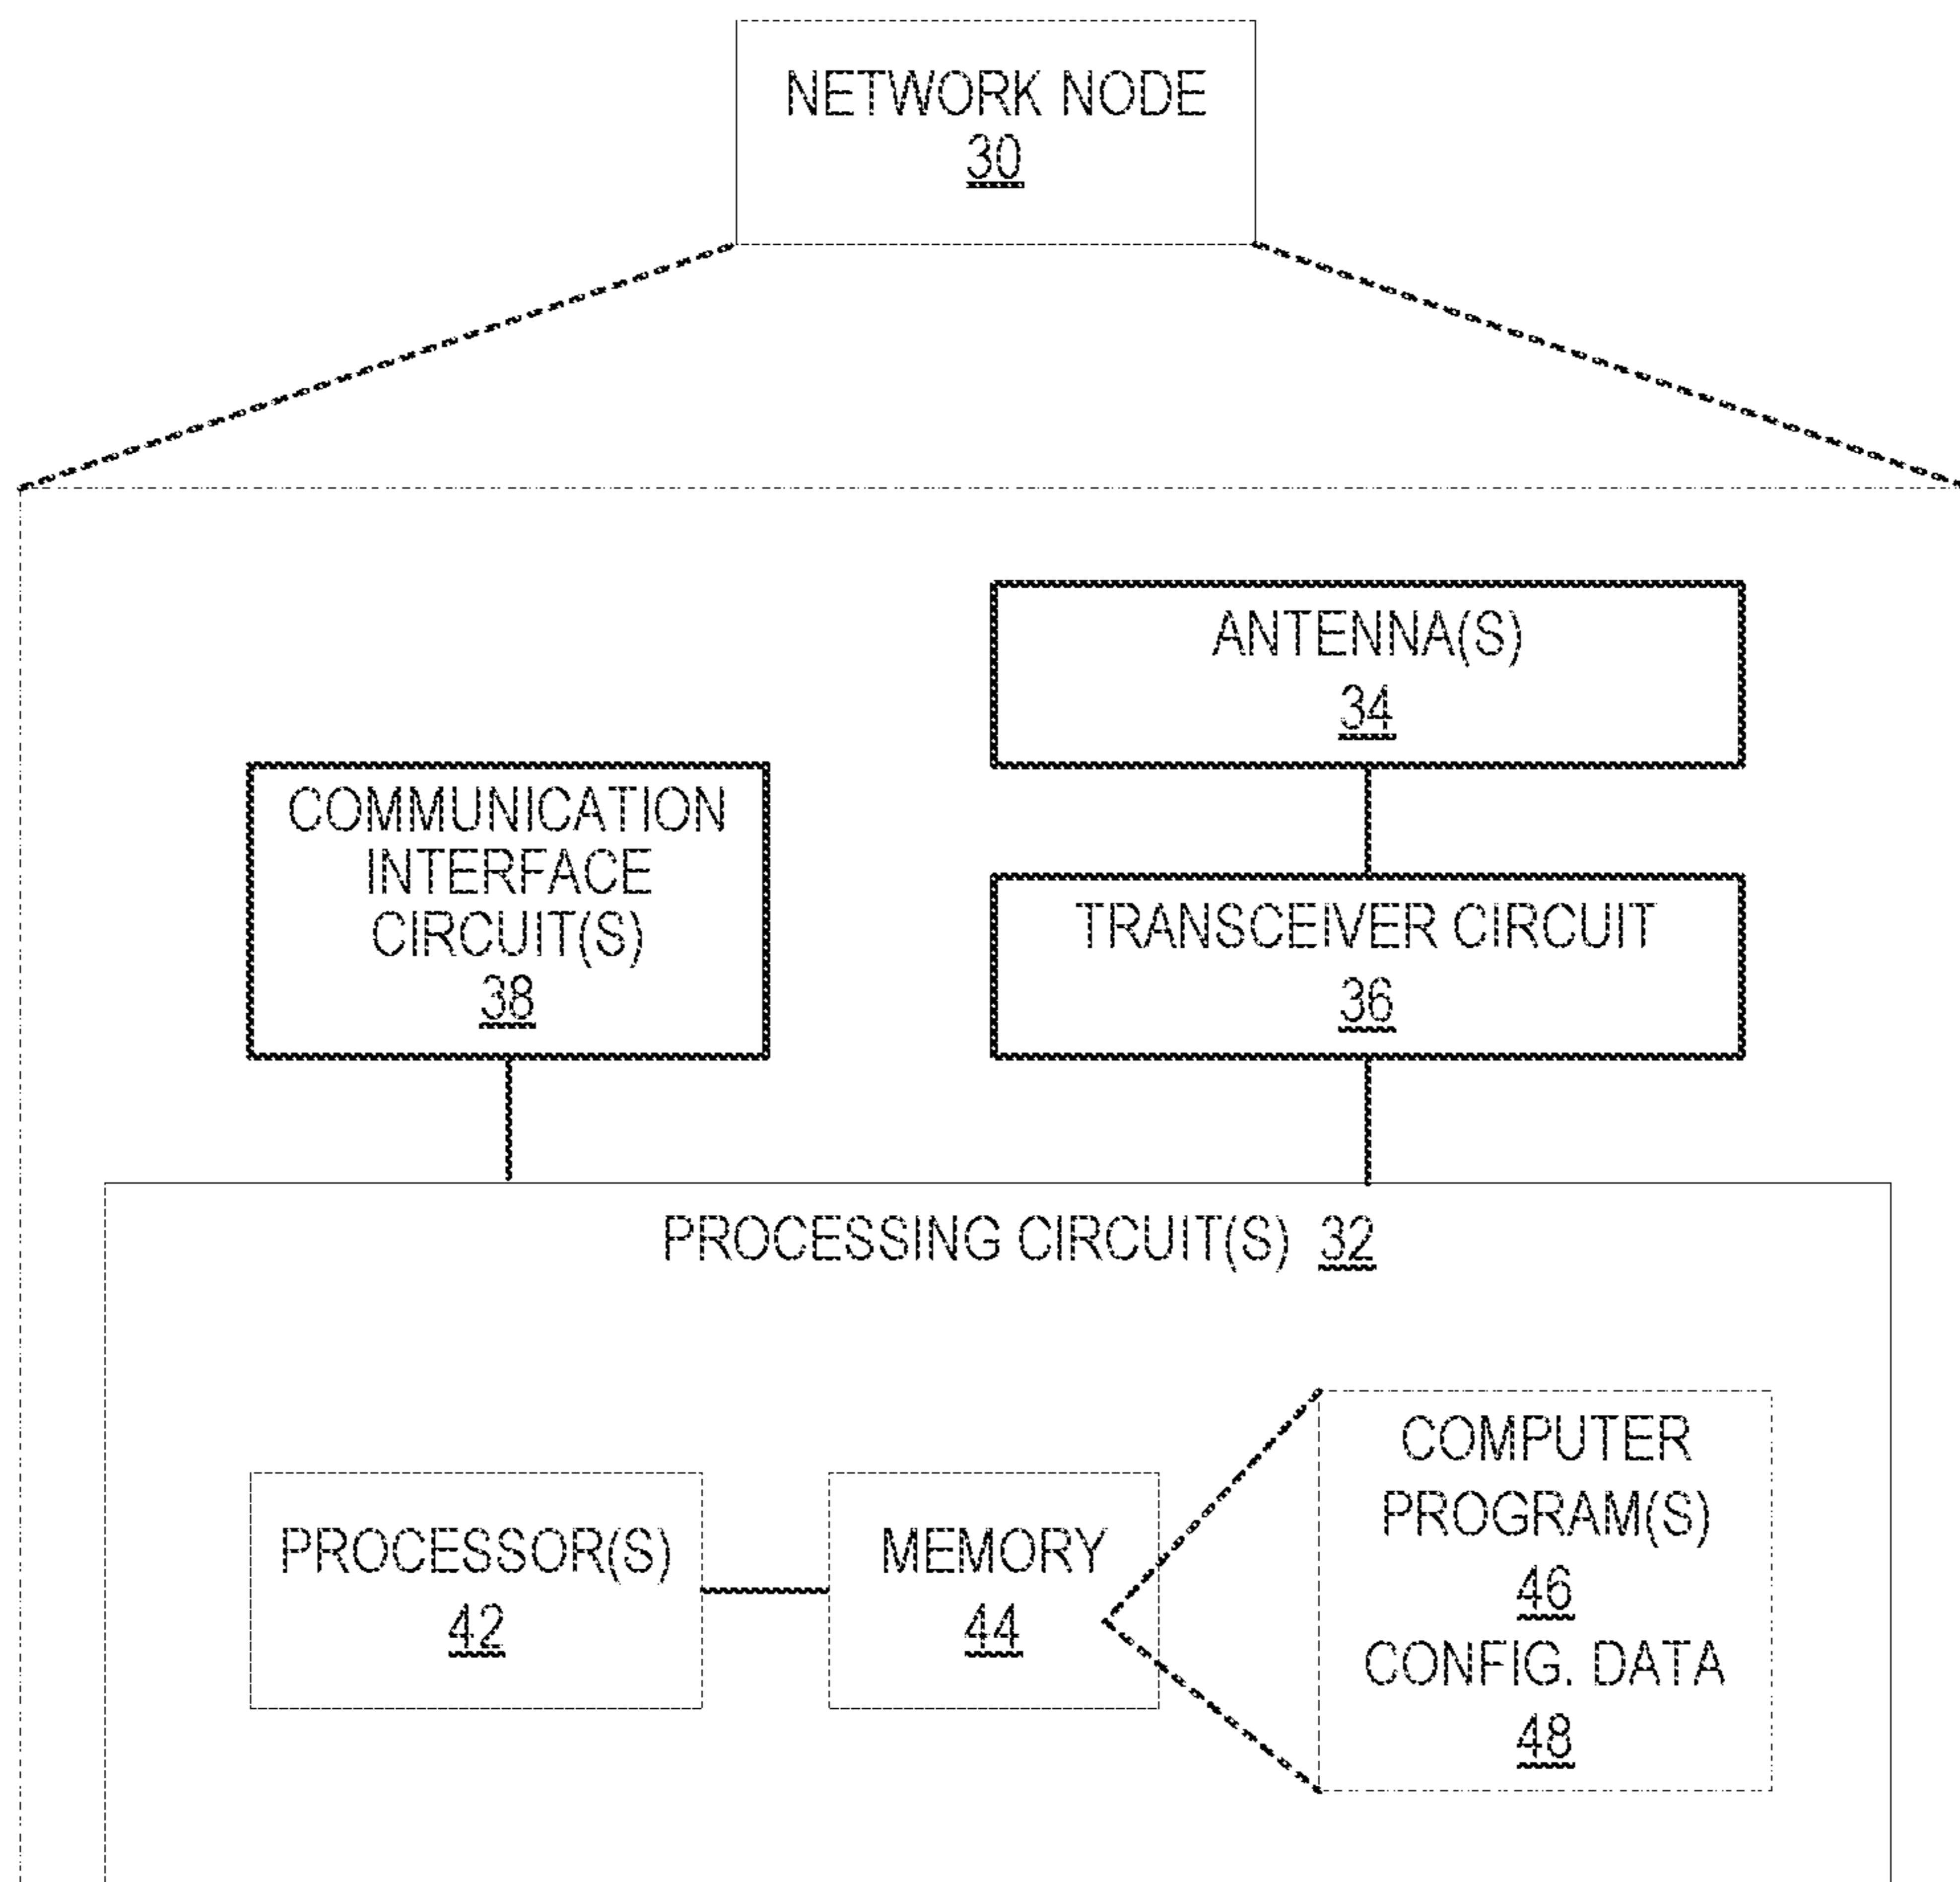 NETWORK NODE
30
ANTENNA(S)
34
COMMUNICATION
INTERFACE
CIRCUIT(S)
38
TRANSCEIVER CIRCUIT
36
PROCESSING CIRCUIT(S) 32
PROCESSOR(S)
42
MEMORY
44
COMPUTER
PROGRAM(S)
46
CONFIG. DATA
48